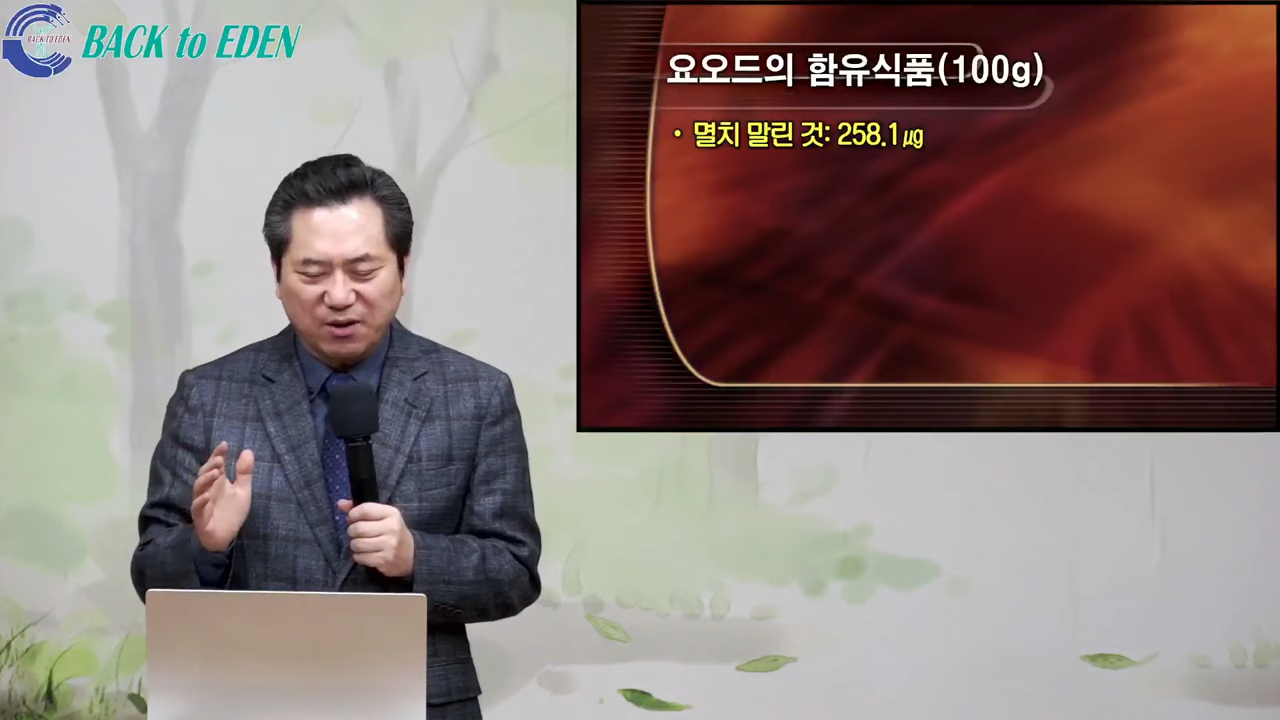 BACK TO EDEN
BACK to EDEN
요오드의 함유식품(100g)
• 멸치 말린 것: 258.1㎍